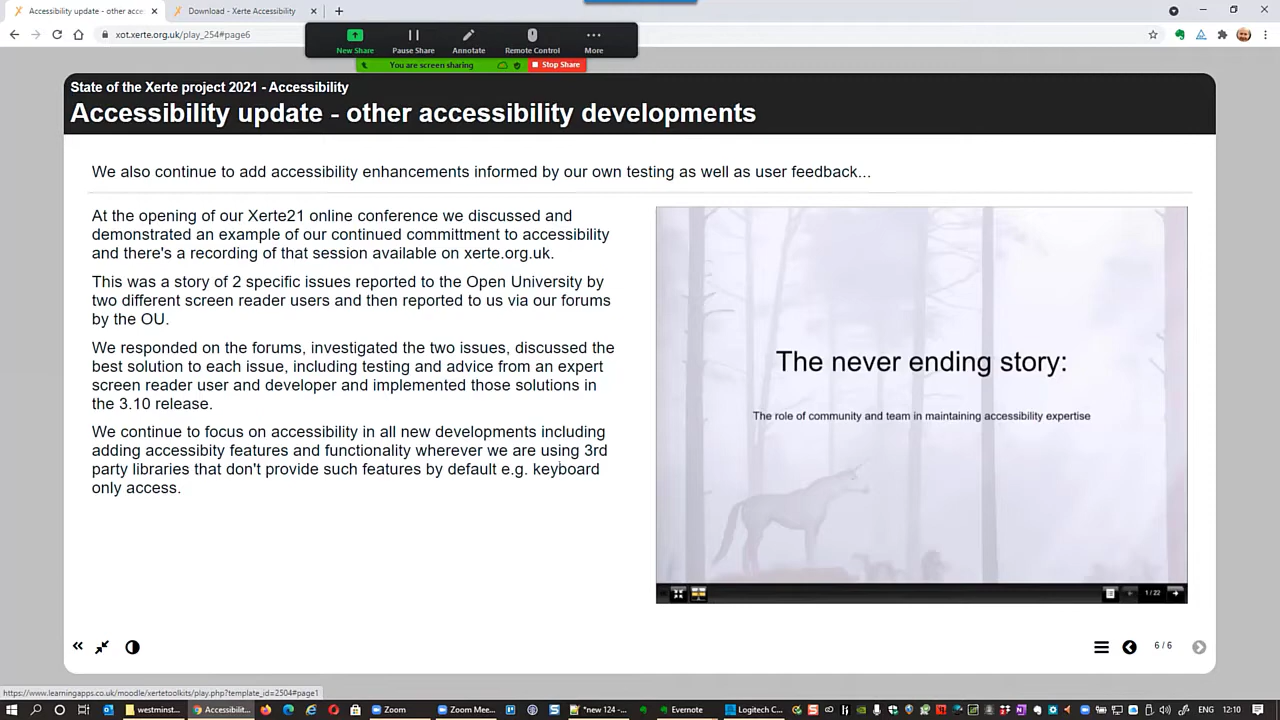 Accessibility update - other acce
Download - Xerte Accessibility
xot.xerte.org.uk/play_254#page6
New Share
Pause Share
Annotate
Remote Control
More
You are screen sharing
Stop Share
State of the Xerte project 2021 - Accessibility
Accessibility update - other accessibility developments
We also continue to add accessibility enhancements informed by our own testing as well as user feedback...
At the opening of our Xerte21 online conference we discussed and
demonstrated an example of our continued committment to accessibility
and there's a recording of that session available on xerte.org.uk.
This was a story of 2 specific issues reported to the Open University by
two different screen reader users and then reported to us via our forums
by the OU.
We responded on the forums, investigated the two issues, discussed the
best solution to each issue, including testing and advice from an expert
screen reader user and developer and implemented those solutions in
the 3.10 release.
We continue to focus on accessibility in all new developments including
adding accessibity features and functionality wherever we are using 3rd
party libraries that don't provide such features by default e.g. keyboard
only access.
The never ending story:
The role of community and team in maintaining accessibility expertise
1 / 22
6 / 6
https://www.learningapps.co.uk/moodle/xertetoolkits/play.php?template_id=2504#page1
westminst...
Accessibilit...
Zoom
Zoom Mee...
*new 124 -...
Evernote
Logitech C...
ENG
12:10